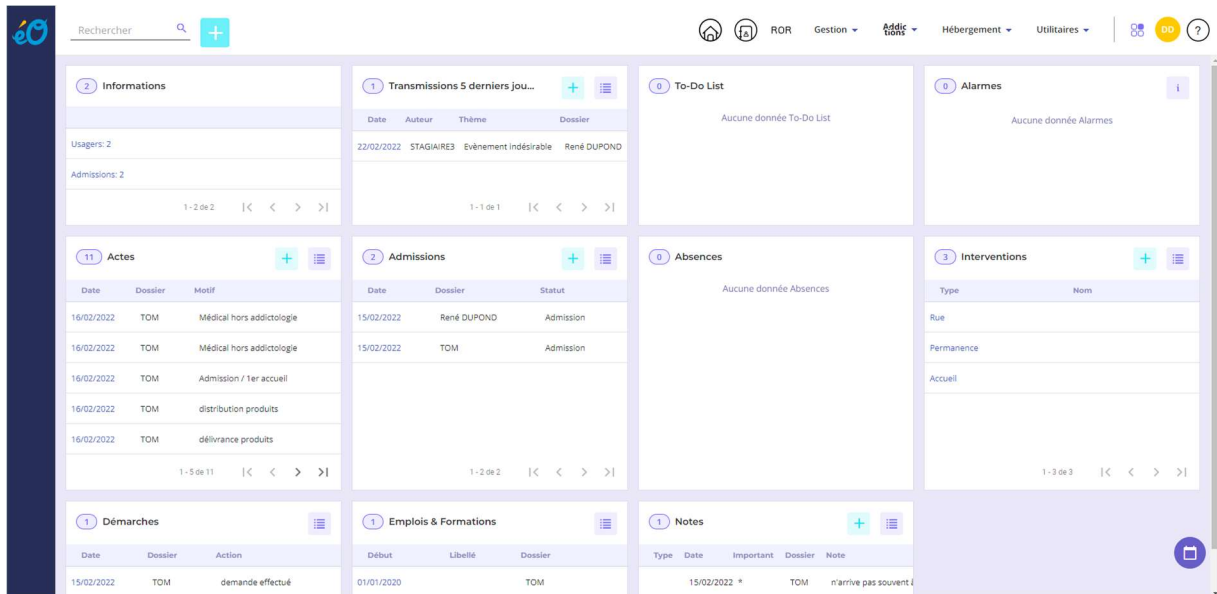 éO
Rechercher
+
ROR
Gestion
Addic
tions
Hébergement
Utilitaires
DD
?
2 Informations
Usagers: 2
Admissions: 2
1 - 2 de 2
1 Transmissions 5 derniers jou...
Date Auteur Thème Dossier
22/02/2022 STAGIAIRE3 Evènement indésirable René DUPOND
1 - 1 de 1
0 To-Do List
Aucune donnée To-Do List
0 Alarmes
i
Aucune donnée Alarmes
11 Actes
Date Dossier Motif
16/02/2022 TOM Médical hors addictologie
16/02/2022 TOM Médical hors addictologie
16/02/2022 TOM Admission / 1er accueil
16/02/2022 TOM distribution produits
16/02/2022 TOM délivrance produits
1 - 5 de 11
2 Admissions
Date Dossier Statut
15/02/2022 René DUPOND Admission
15/02/2022 TOM Admission
1 - 2 de 2
0 Absences
Aucune donnée Absences
3 Interventions
Type Nom
Rue
Permanence
Accueil
1 - 3 de 3
1 Démarches
Date Dossier Action
15/02/2022 TOM demande effectué
1 Emplois & Formations
Début Libellé Dossier
01/01/2020 TOM
1 Notes
Type Date Important Dossier Note
15/02/2022 * TOM n'arrive pas souvent à